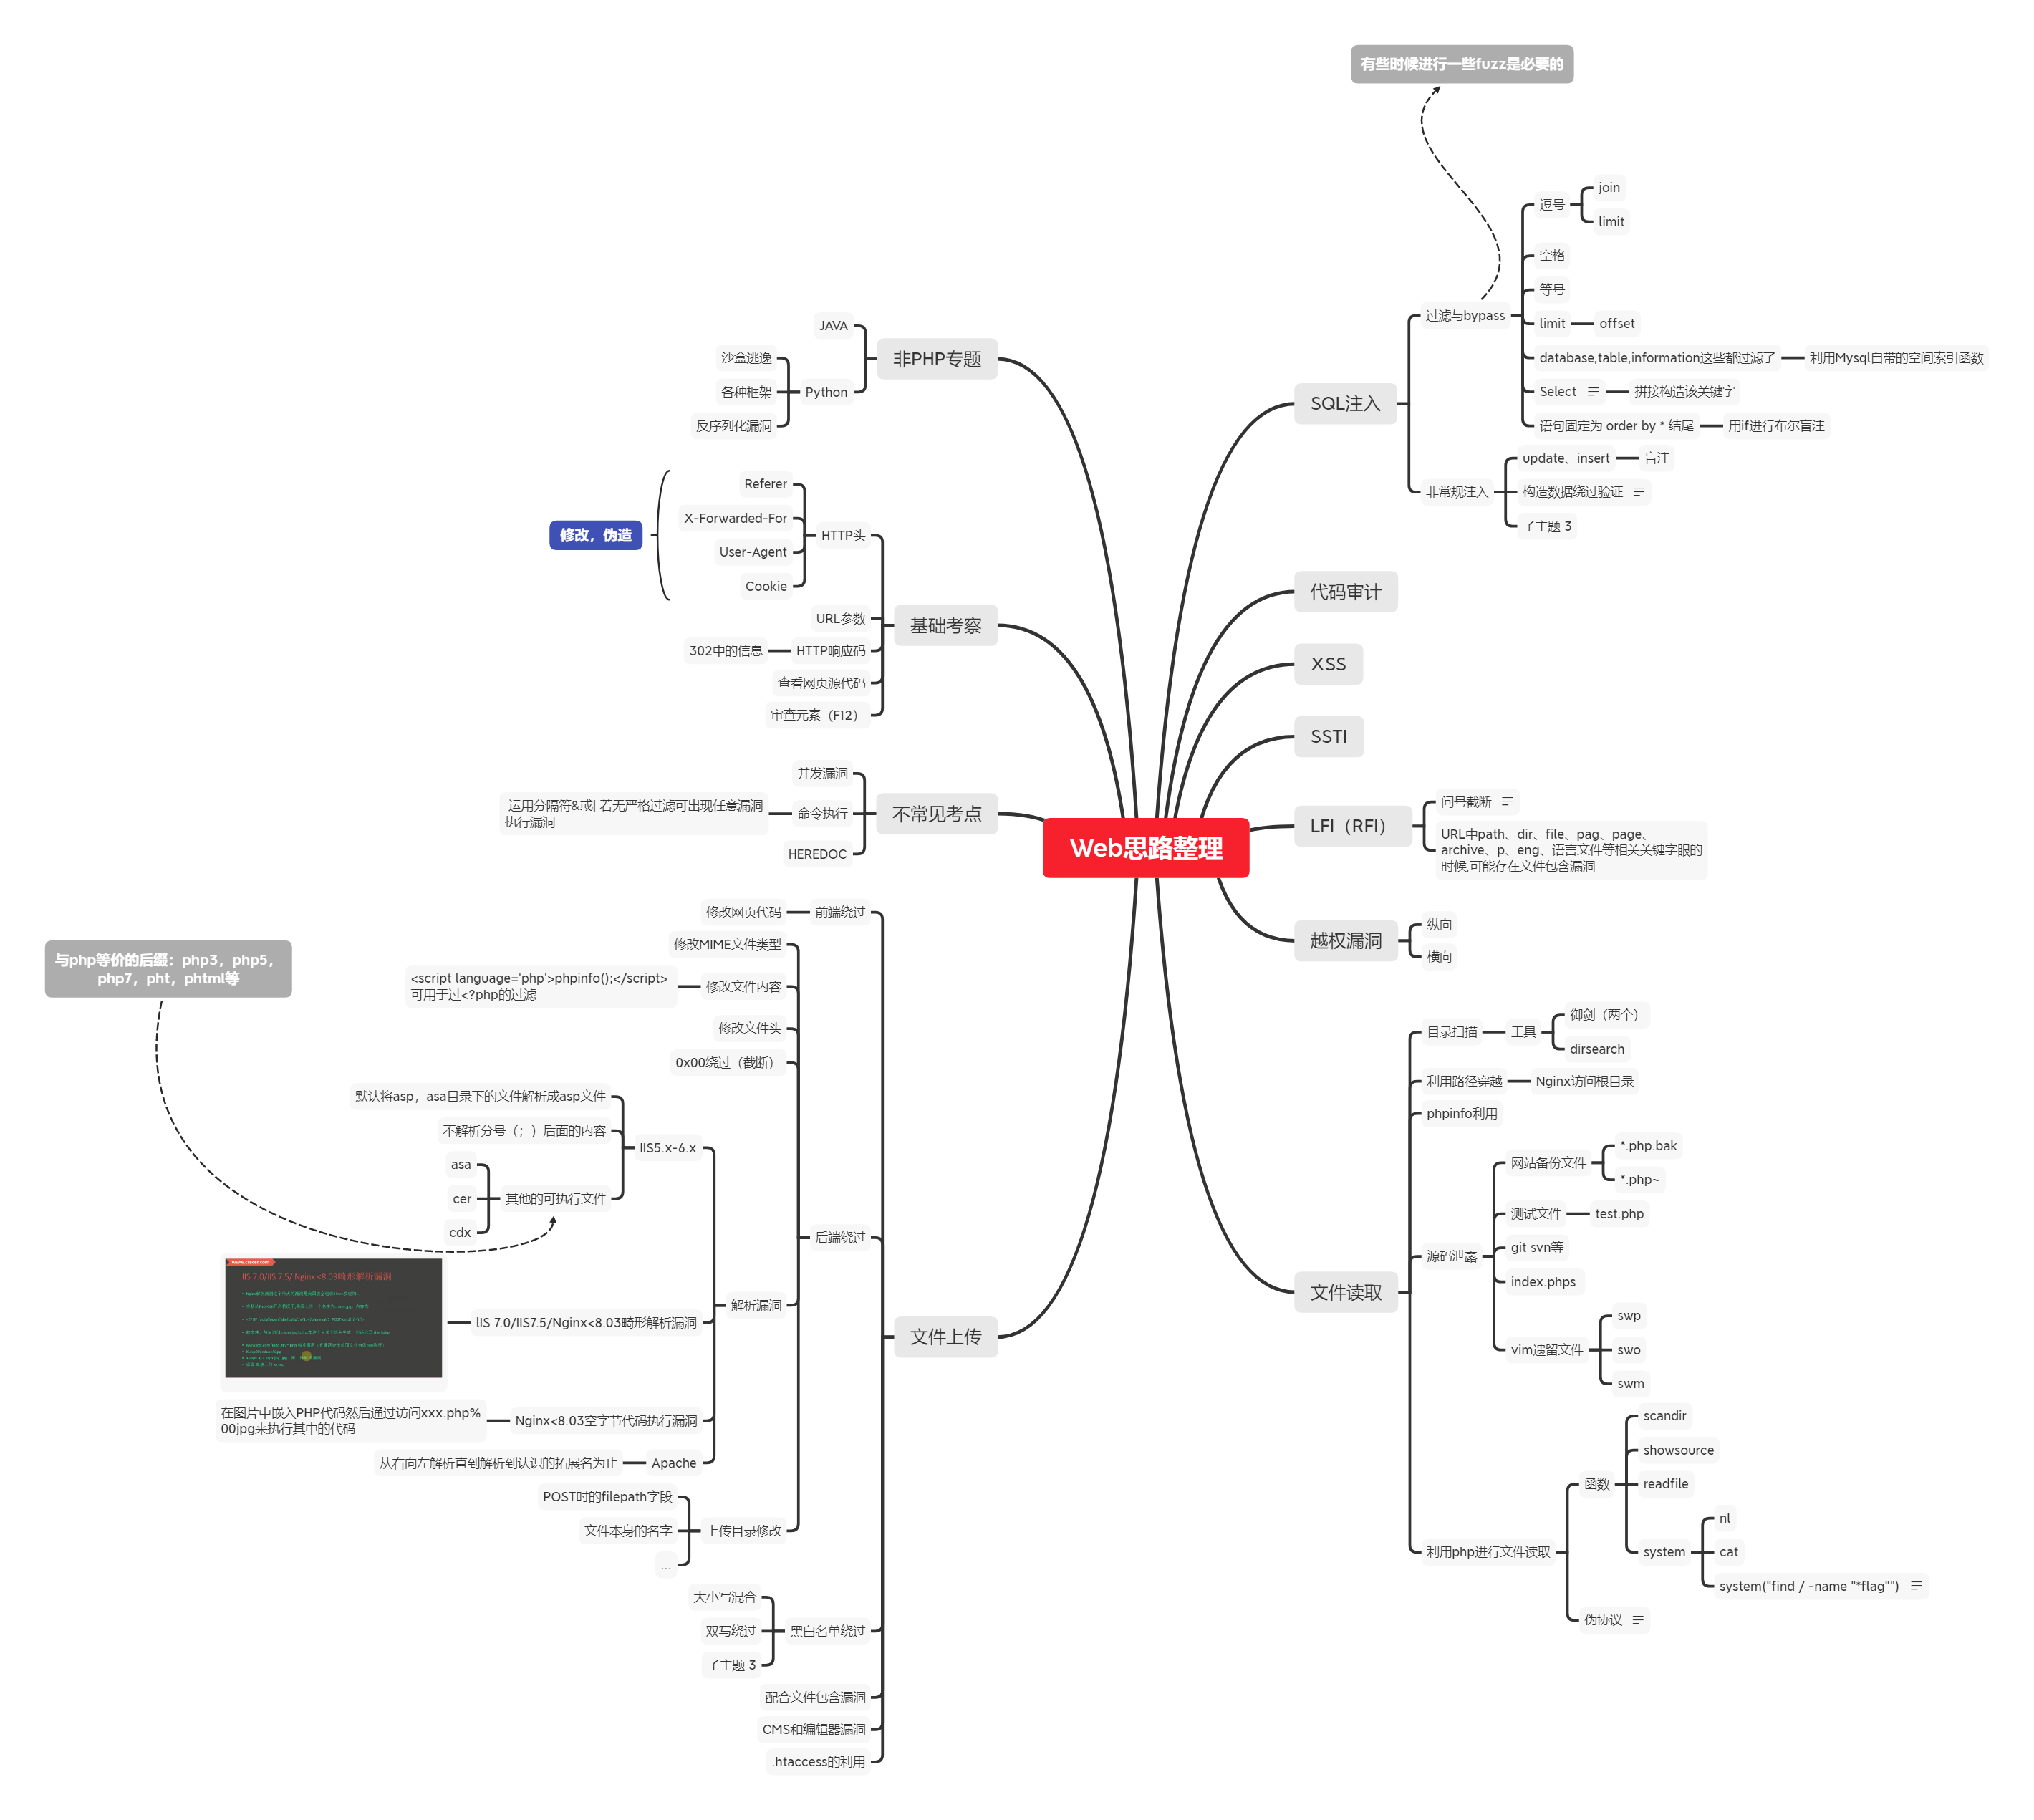 有些时候进行一些fuzz是必要的
Web思路整理
SQL注入
过滤与bypass
逗号
join
limit
空格
等号
limit
offset
database,table,information这些都过滤了
利用Mysql自带的空间索引函数
Select
拼接构造该关键字
语句固定为 order by * 结尾
用if进行布尔盲注
非常规注入
update、insert
盲注
构造数据绕过验证
子主题 3
代码审计
XSS
SSTI
LFI（RFI）
问号截断
URL中path、dir、file、pag、page、
archive、p、eng、语言文件等相关关键字眼的
时候,可能存在文件包含漏洞
越权漏洞
纵向
横向
文件读取
目录扫描
工具
御剑（两个）
dirsearch
利用路径穿越
Nginx访问根目录
phpinfo利用
源码泄露
网站备份文件
*.php.bak
*.php~
测试文件
test.php
git svn等
index.phps
vim遗留文件
swp
swo
swm
利用php进行文件读取
函数
scandir
showsource
readfile
system
nl
cat
system("find / -name "*flag"")
伪协议
非PHP专题
JAVA
Python
沙盒逃逸
各种框架
反序列化漏洞
基础考察
HTTP头
Referer
X-Forwarded-For
User-Agent
Cookie
修改，伪造
URL参数
HTTP响应码
302中的信息
查看网页源代码
审查元素（F12）
不常见考点
并发漏洞
命令执行
运用分隔符&或| 若无严格过滤可出现任意漏洞
执行漏洞
HEREDOC
文件上传
前端绕过
修改网页代码
后端绕过
修改MIME文件类型
修改文件内容
<script language='php'>phpinfo();</script>
可用于过<?php的过滤
修改文件头
0x00绕过（截断）
解析漏洞
IIS5.x-6.x
默认将asp，asa目录下的文件解析成asp文件
不解析分号（；）后面的内容
其他的可执行文件
asa
cer
cdx
与php等价的后缀：php3，php5，
php7，pht，phtml等
IIS 7.0/IIS7.5/Nginx<8.03畸形解析漏洞
IIS 7.0/IIS 7.5/ Nginx <8.03畸形解析漏洞
Nginx<8.03空字节代码执行漏洞
在图片中嵌入PHP代码然后通过访问xxx.php%
00jpg来执行其中的代码
Apache
从右向左解析直到解析到认识的拓展名为止
上传目录修改
POST时的filepath字段
文件本身的名字
...
黑白名单绕过
大小写混合
双写绕过
子主题 3
配合文件包含漏洞
CMS和编辑器漏洞
.htaccess的利用